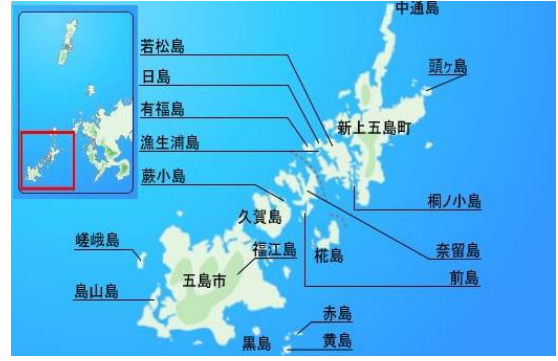 中通島
若松島
頭ヶ島
日島
有福島
新上五島町
漁生浦島
蕨小島
桐ノ小島
久賀島
嵯峨島
福江島
椛島
奈留島
五島市
前島
島山島
赤島
黒島
黄島